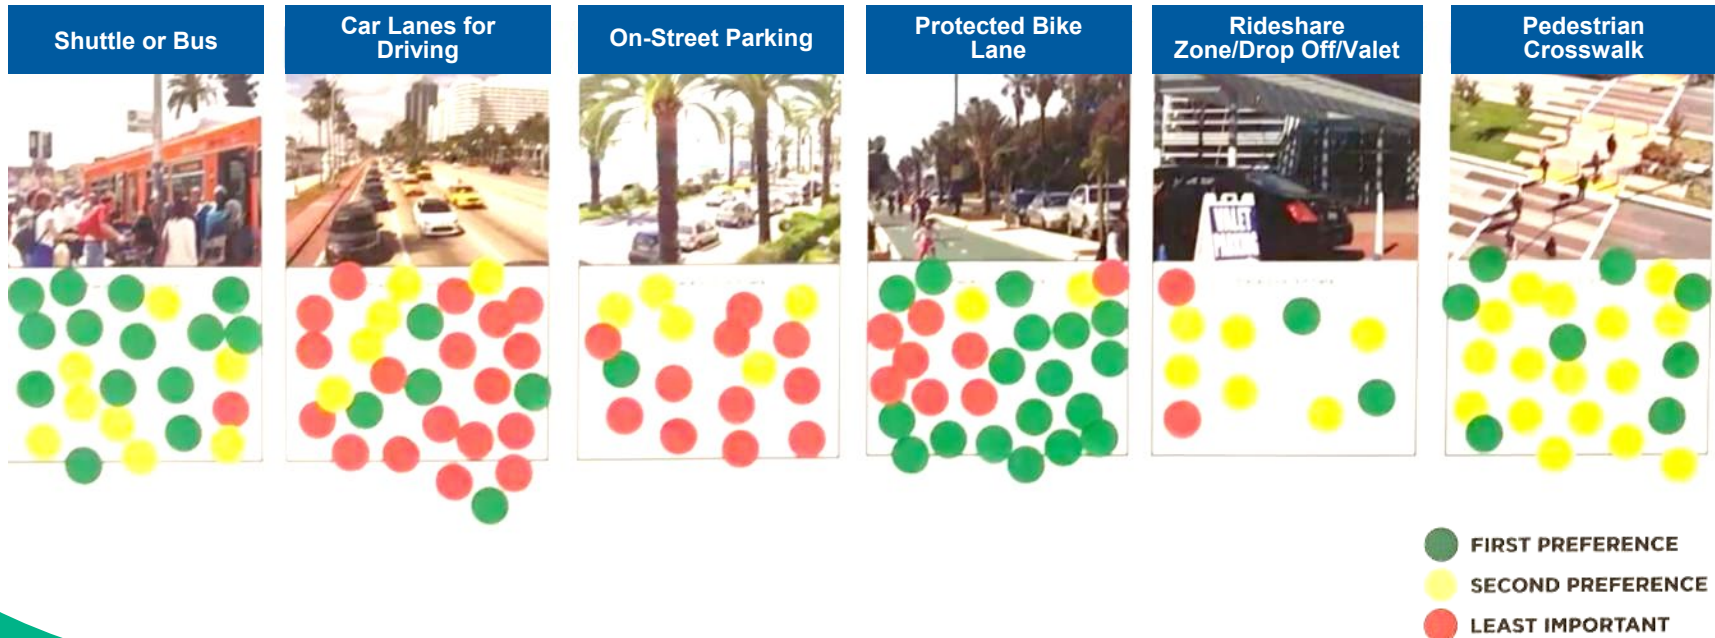 Shuttle or Bus
Car Lanes for
Driving
On-Street Parking
Protected Bike
Lane
Rideshare
Zone/Drop Off/Valet
Pedestrian
Crosswalk
VALET
FIRST PREFERENCE
SECOND PREFERENCE
LEAST IMPORTANT